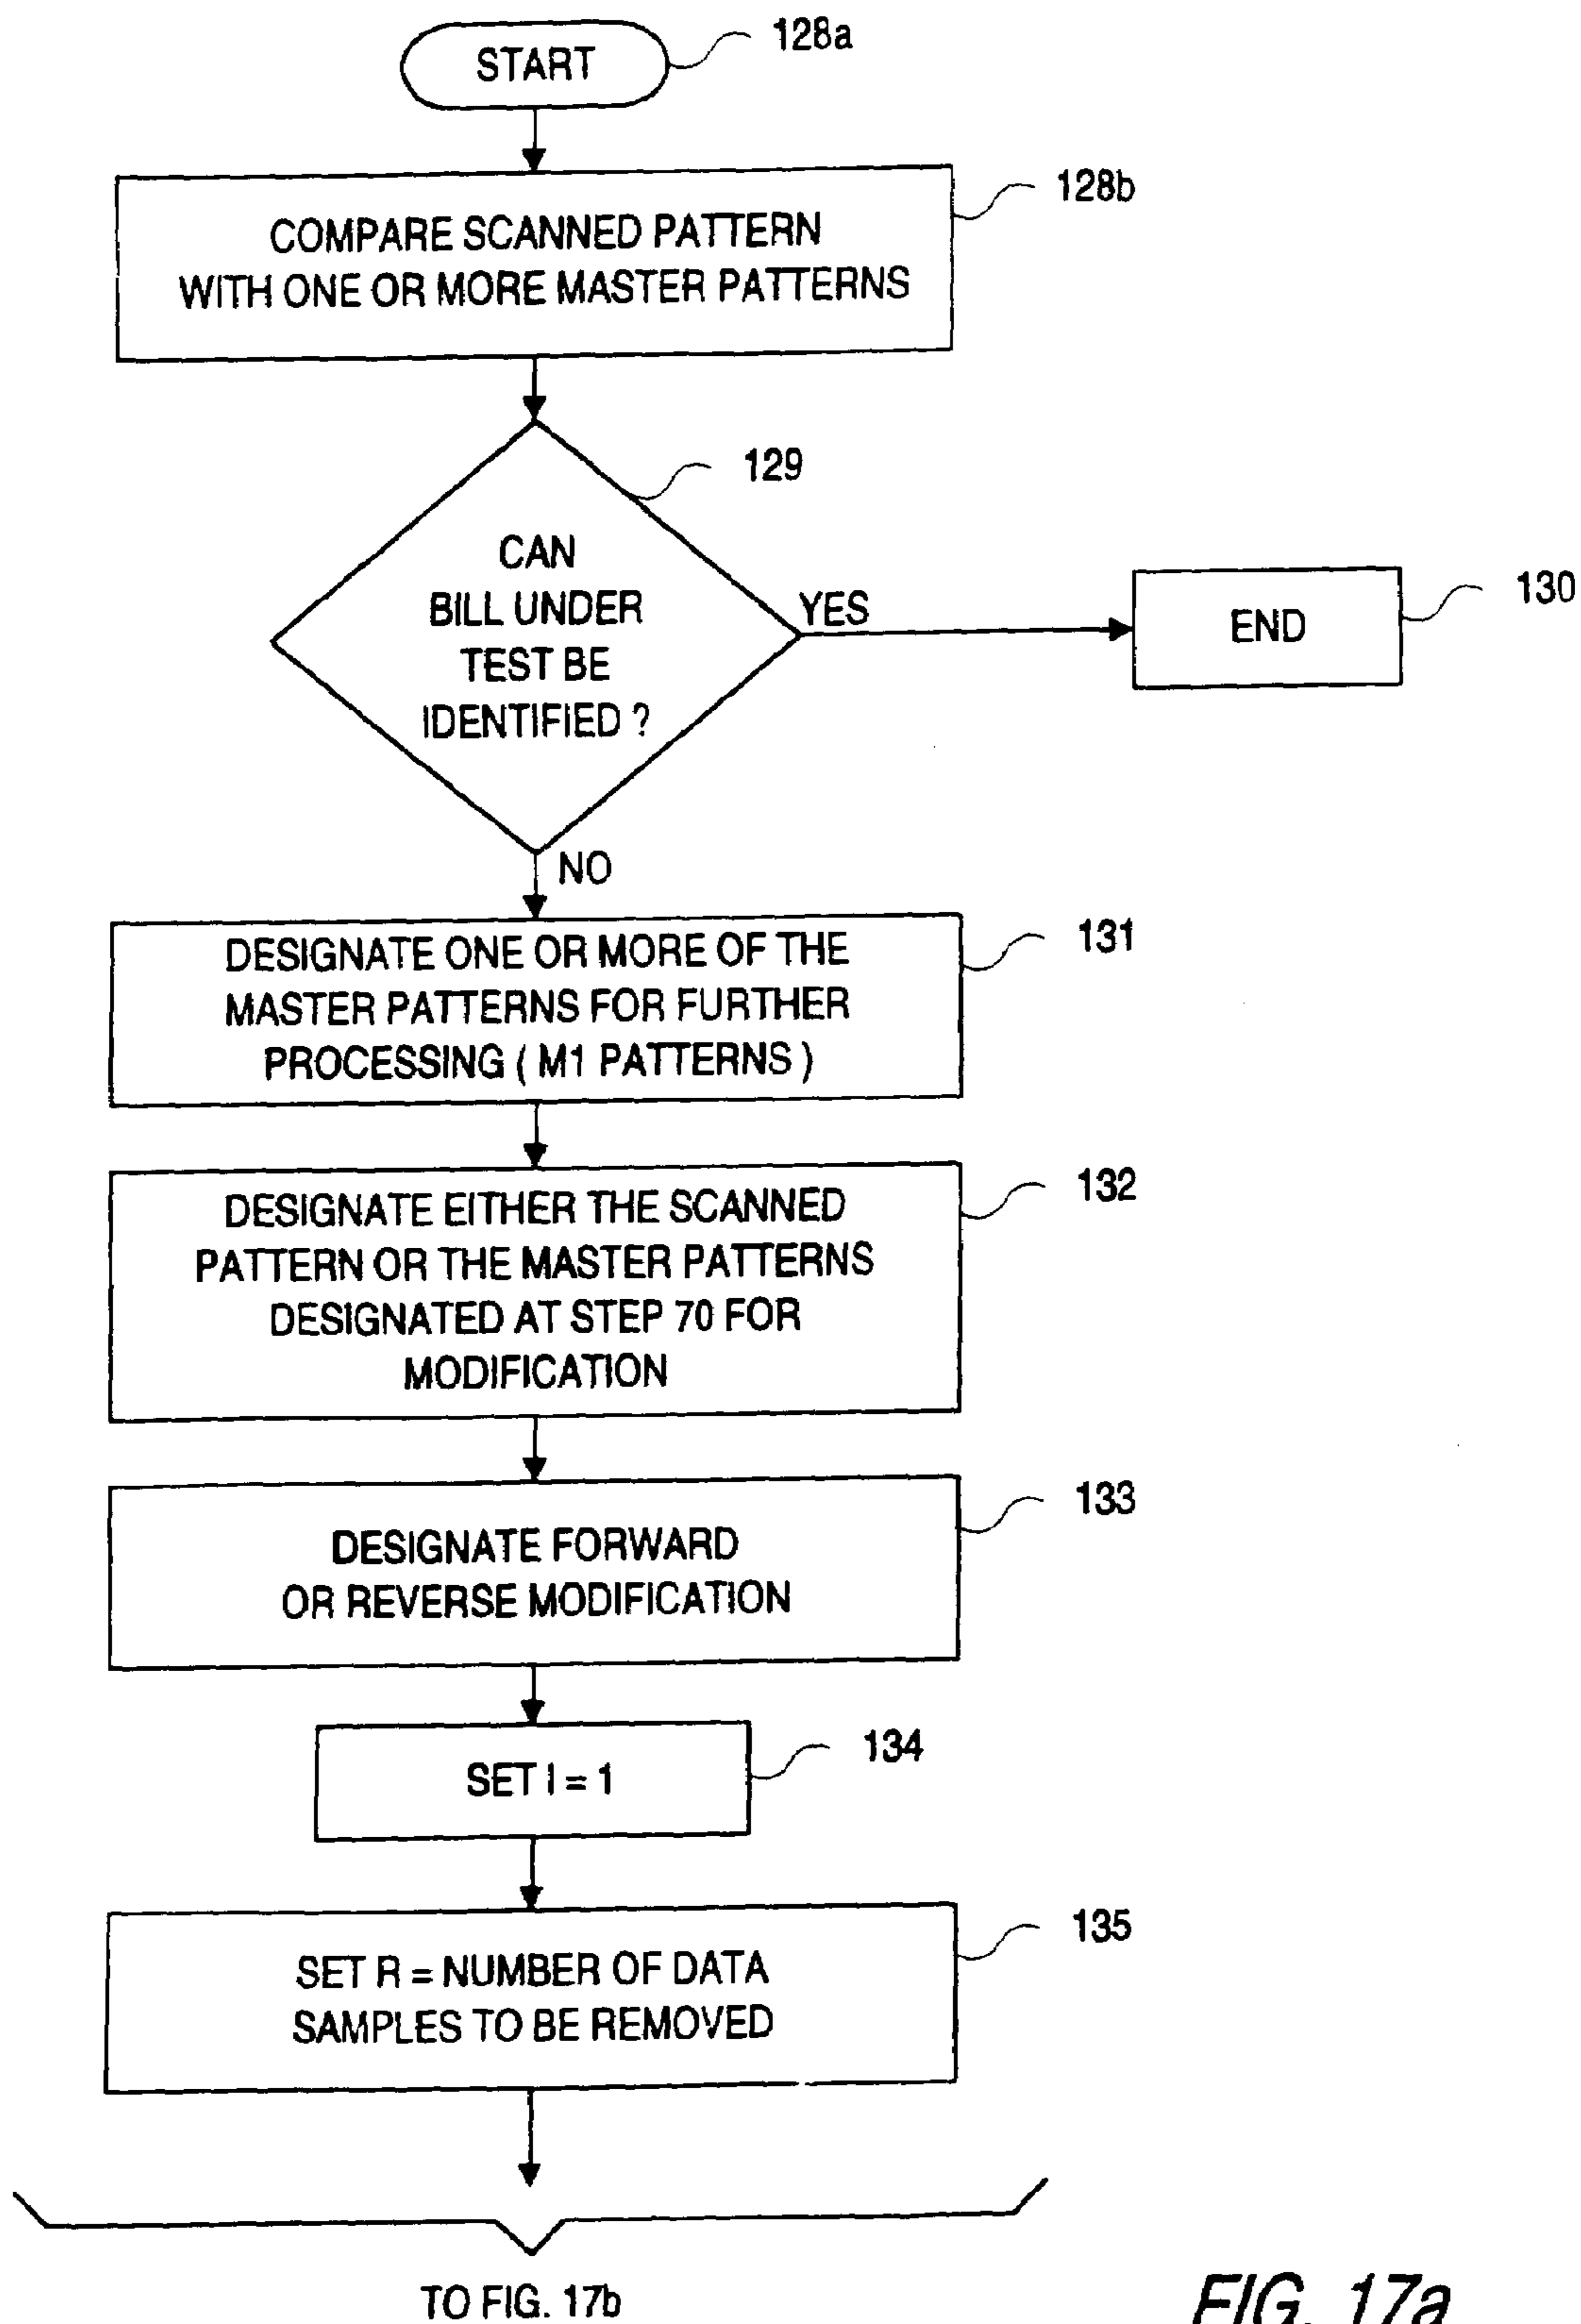 START
128a
COMPARE SCANNED PATTERN
WITH ONE OR MORE MASTER PATTERNS
128b
129
CAN
BILL UNDER
TEST BE
IDENTIFIED ?
YES
END
130
NO
DESIGNATE ONE OR MORE OF THE
MASTER PATTERNS FOR FURTHER
PROCESSING ( M1 PATTERNS )
131
DESIGNATE EITHER THE SCANNED
PATTERN OR THE MASTER PATTERNS
DESIGNATED AT STEP 70 FOR
MODIFICATION
132
DESIGNATE FORWARD
OR REVERSE MODIFICATION
133
SET I = 1
134
SET R = NUMBER OF DATA
SAMPLES TO BE REMOVED
135
TO FIG. 17b
FIG. 17a